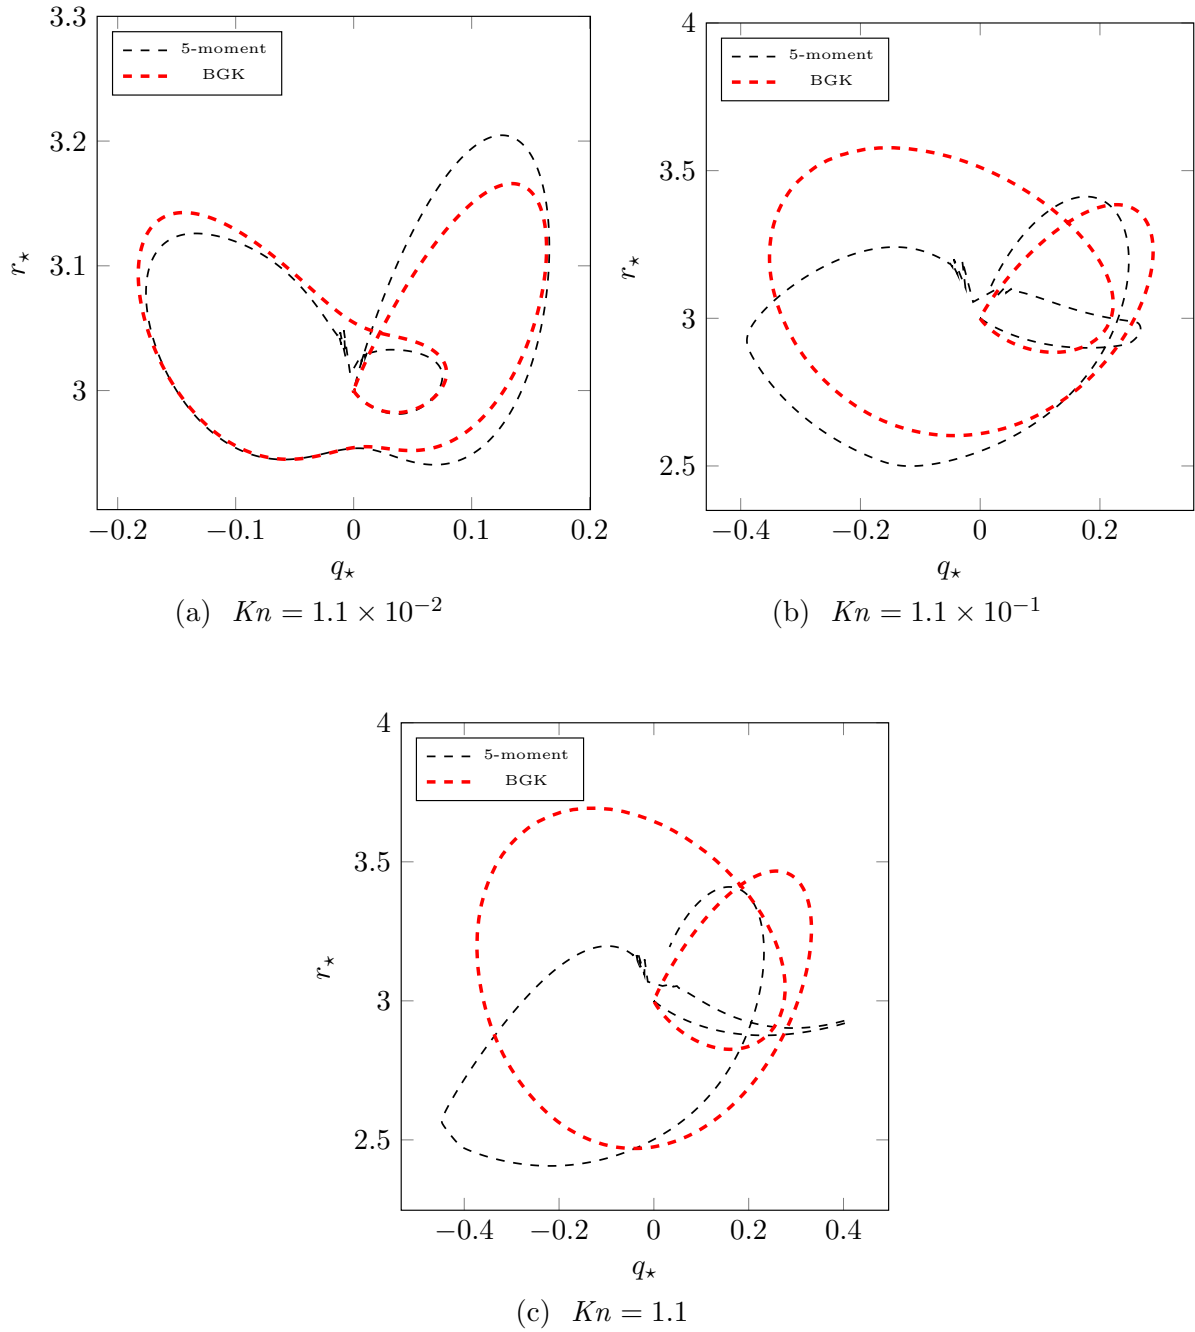 3.3
3.2
3.1
3
r⋆
5-moment
BGK
−0.2
−0.1
0
0.1
0.2
q⋆
(a) Kn = 1.1 × 10⁻²
4
3.5
3
2.5
r⋆
5-moment
BGK
−0.4
−0.2
0
0.2
q⋆
(b) Kn = 1.1 × 10⁻¹
4
3.5
3
2.5
r⋆
5-moment
BGK
−0.4
−0.2
0
0.2
0.4
q⋆
(c) Kn = 1.1